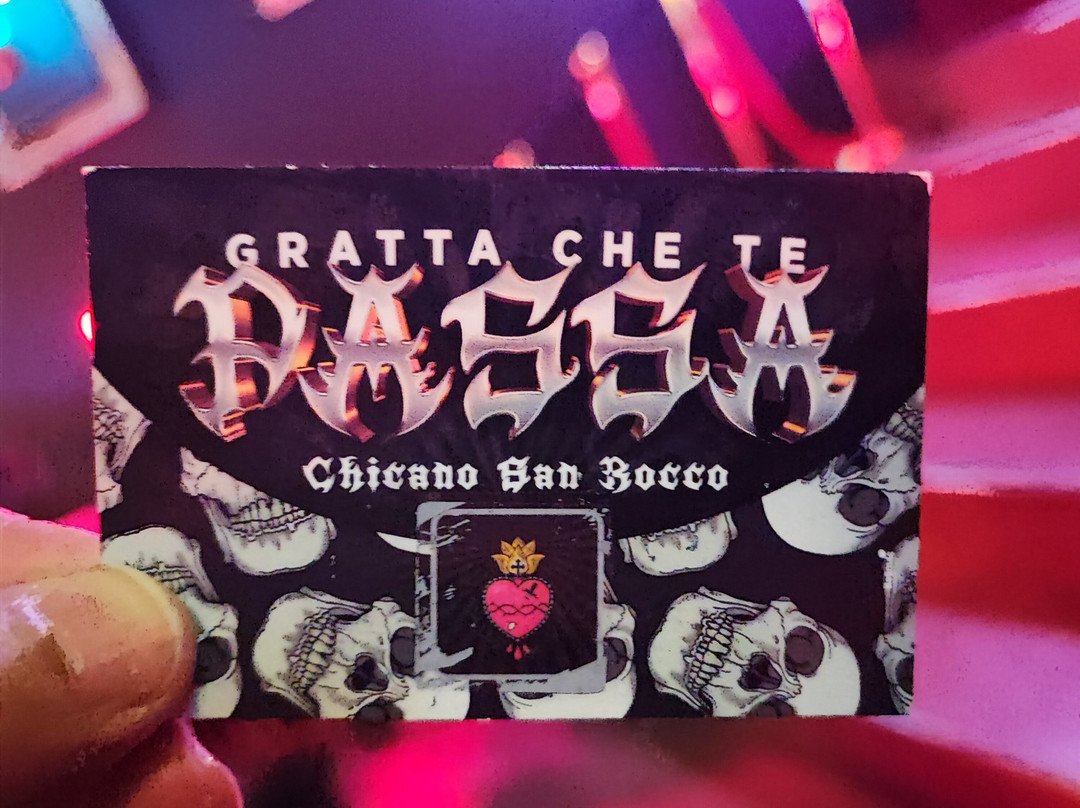 GRATTA CHE TE
PASSA
Chicano San Rocco